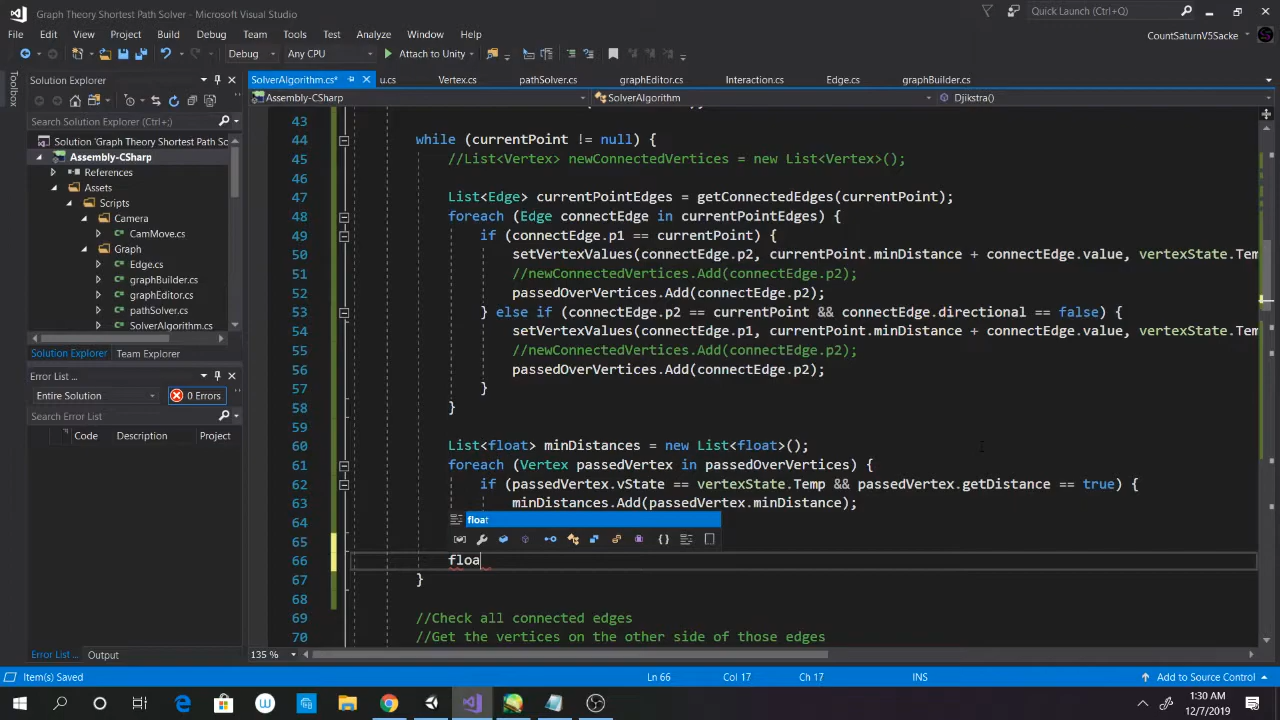 Graph Theory Shortest Path Solver - Microsoft Visual Studio
Quick Launch (Ctrl+Q)
File Edit View Project Build Debug Team Tools Test Analyze Window Help
CountSaturnV5Sacke
Debug Any CPU Attach to Unity
Toolbox
Solution Explorer
SolverAlgorithm.cs* u.cs Vertex.cs pathSolver.cs graphEditor.cs Interaction.cs Edge.cs graphBuilder.cs
Assembly-CSharp SolverAlgorithm Djikstra()
Search Solution Explorer (Ctrl+;)
Solution 'Graph Theory Shortest Path So
Assembly-CSharp
References
Assets
Scripts
Camera
CamMove.cs
Graph
Edge.cs
graphBuilder.cs
graphEditor.cs
pathSolver.cs
SolverAlgorithm.cs
Solution Explorer Team Explorer
Error List ...
Entire Solution 0 Errors
Search Error List
Code Description Project
Error List ... Output
43
44 while (currentPoint != null) {
45 //List<Vertex> newConnectedVertices = new List<Vertex>();
46
47 List<Edge> currentPointEdges = getConnectedEdges(currentPoint);
48 foreach (Edge connectEdge in currentPointEdges) {
49 if (connectEdge.p1 == currentPoint) {
50 setVertexValues(connectEdge.p2, currentPoint.minDistance + connectEdge.value, vertexState.Tem
51 //newConnectedVertices.Add(connectEdge.p2);
52 passedOverVertices.Add(connectEdge.p2);
53 } else if (connectEdge.p2 == currentPoint && connectEdge.directional == false) {
54 setVertexValues(connectEdge.p1, currentPoint.minDistance + connectEdge.value, vertexState.Tem
55 //newConnectedVertices.Add(connectEdge.p2);
56 passedOverVertices.Add(connectEdge.p2);
57 }
58 }
59
60 List<float> minDistances = new List<float>();
61 foreach (Vertex passedVertex in passedOverVertices) {
62 if (passedVertex.vState == vertexState.Temp && passedVertex.getDistance == true) {
63 minDistances.Add(passedVertex.minDistance);
64 float
65
66 floa
67 }
68
69 //Check all connected edges
70 //Get the vertices on the other side of those edges
135 %
Item(s) Saved Ln 66 Col 17 Ch 17 INS Add to Source Control
1:30 AM
12/7/2019